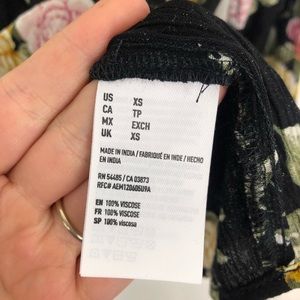 US XS
CA TP
MX EXCH
UK XS
MADE IN INDIA / FABRIQUÉ EN INDE / HECHO
EN INDIA
RN 54485 / CA 03873
RFC# AEM120605U9A
EN 100% VISCOSE
FR 100% VISCOSE
SP 100% viscosa